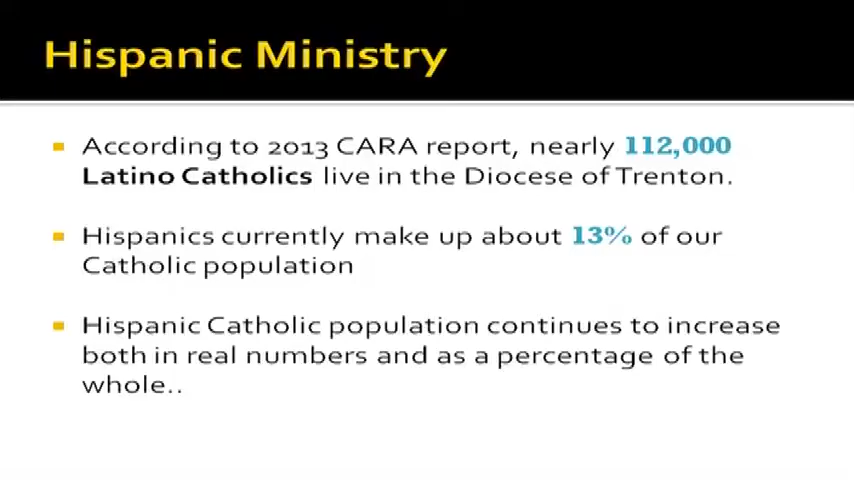 Hispanic Ministry
According to 2013 CARA report, nearly 112,000
Latino Catholics live in the Diocese of Trenton.
Hispanics currently make up about 13% of our
Catholic population
Hispanic Catholic population continues to increase
both in real numbers and as a percentage of the
whole..